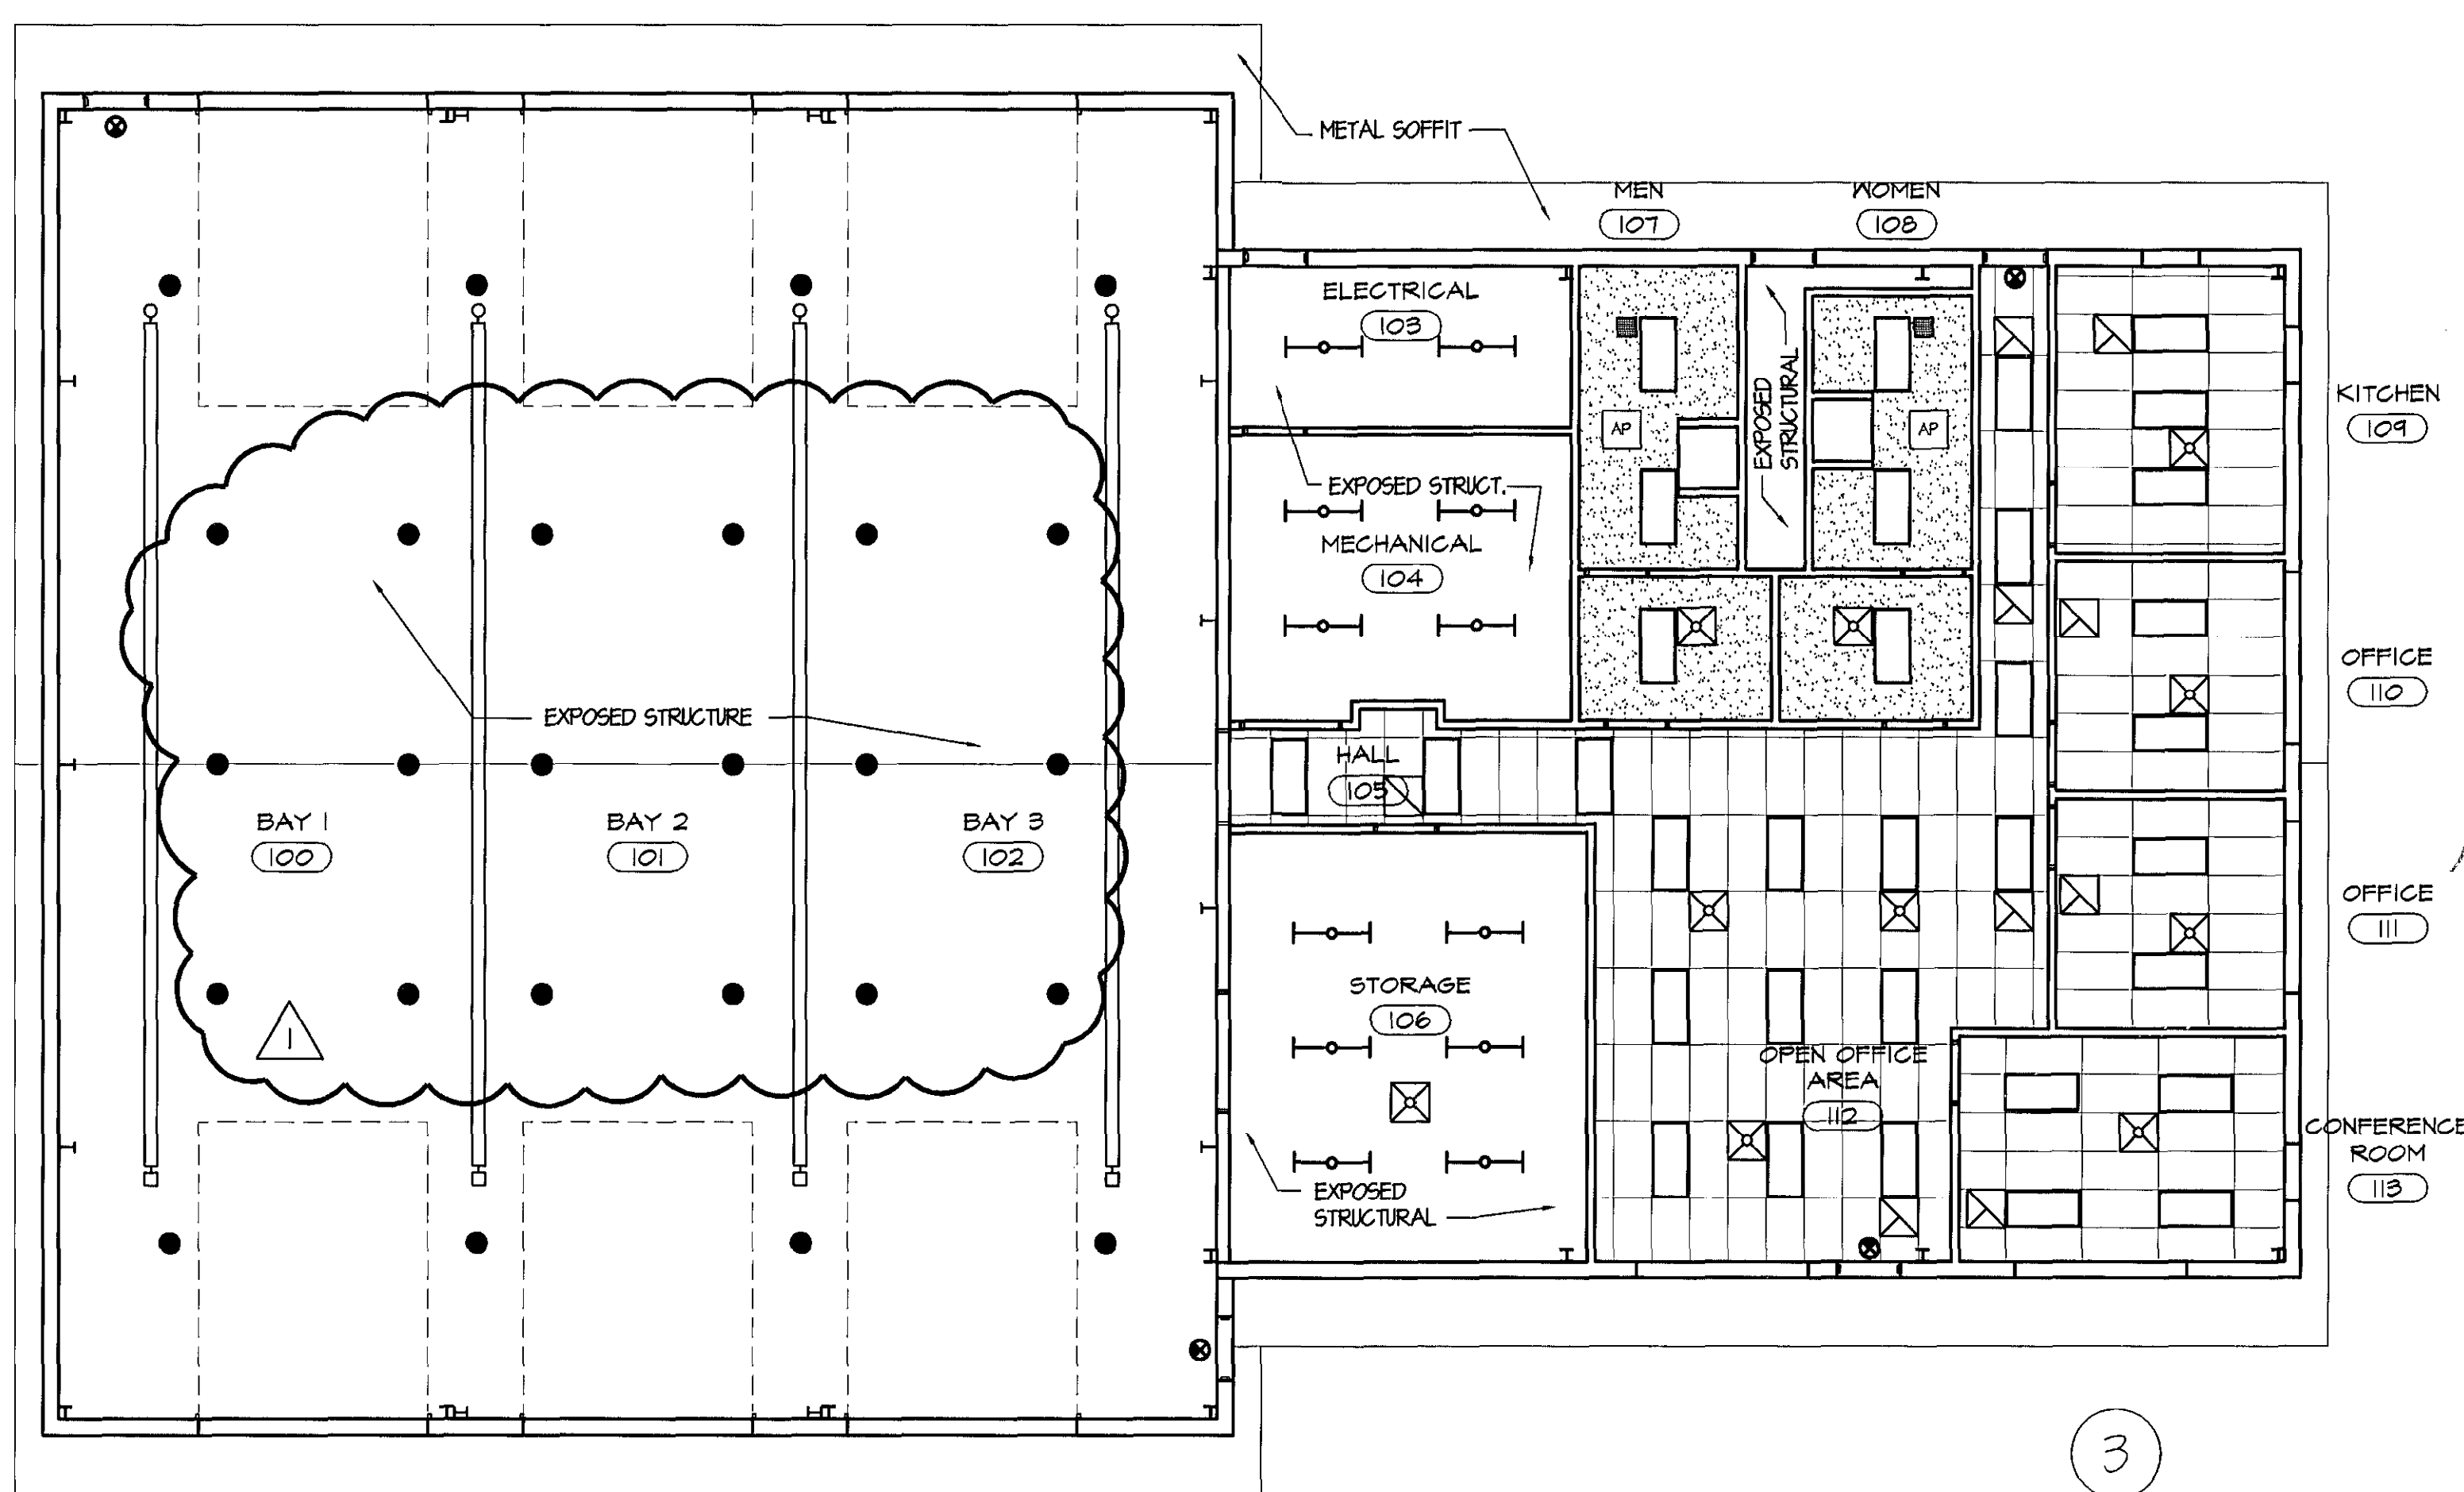 METAL SOFFIT
MEN
107
WOMEN
108
ELECTRICAL
103
EXPOSED
STRUCTURAL
AP
AP
KITCHEN
109
EXPOSED STRUCT.
MECHANICAL
104
OFFICE
110
EXPOSED STRUCTURE
HALL
105
BAY 1
100
BAY 2
101
BAY 3
102
OFFICE
111
STORAGE
106
1
OPEN OFFICE
AREA
112
CONFERENCE
ROOM
113
EXPOSED
STRUCTURAL
3